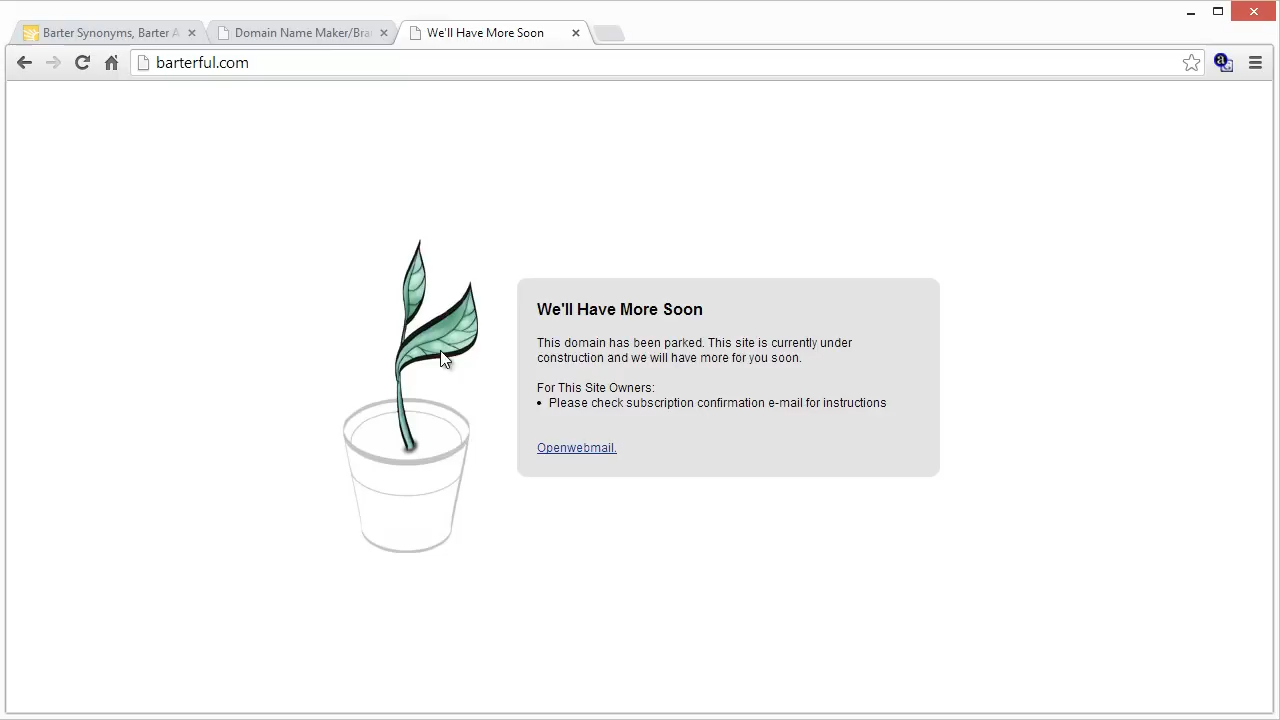 Barter Synonyms, Barter A
Domain Name Maker/Bra
We'll Have More Soon
barterful.com
We'll Have More Soon
This domain has been parked. This site is currently under
construction and we will have more for you soon.
For This Site Owners:
• Please check subscription confirmation e-mail for instructions
Openwebmail.